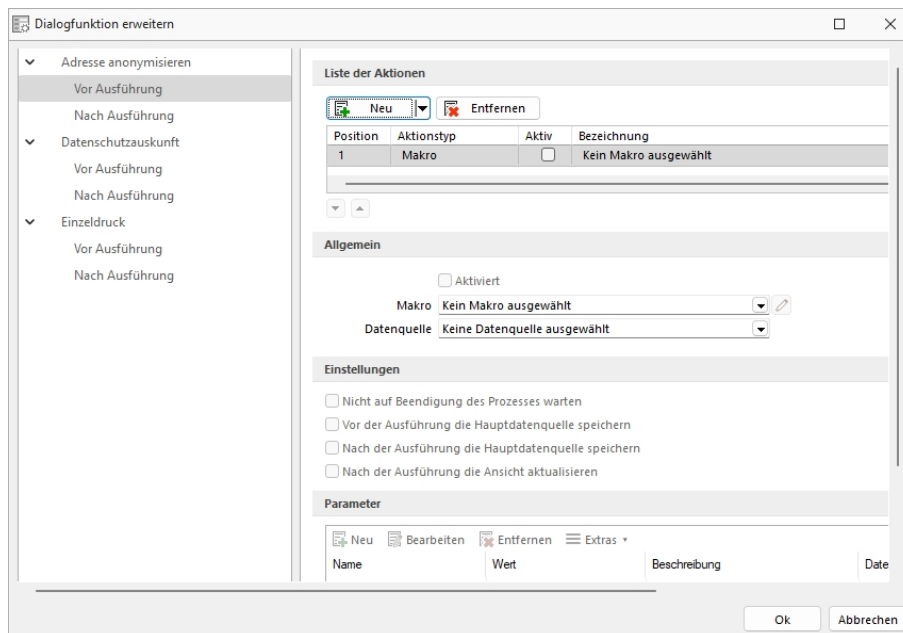 Dialogfunktion erweitern
Adresse anonymisieren
Vor Ausführung
Nach Ausführung
Datenschutzauskunft
Vor Ausführung
Nach Ausführung
Einzeldruck
Vor Ausführung
Nach Ausführung
Liste der Aktionen
Neu Entfernen
Position Aktionstyp Aktiv Bezeichnung
1 Makro Kein Makro ausgewählt
Allgemein
Aktiviert
Makro Kein Makro ausgewählt
Datenquelle Keine Datenquelle ausgewählt
Einstellungen
Nicht auf Beendigung des Prozesses warten
Vor der Ausführung die Hauptdatenquelle speichern
Nach der Ausführung die Hauptdatenquelle speichern
Nach der Ausführung die Ansicht aktualisieren
Parameter
Neu Bearbeiten Entfernen Extras
Name Wert Beschreibung Date
Ok Abbrechen